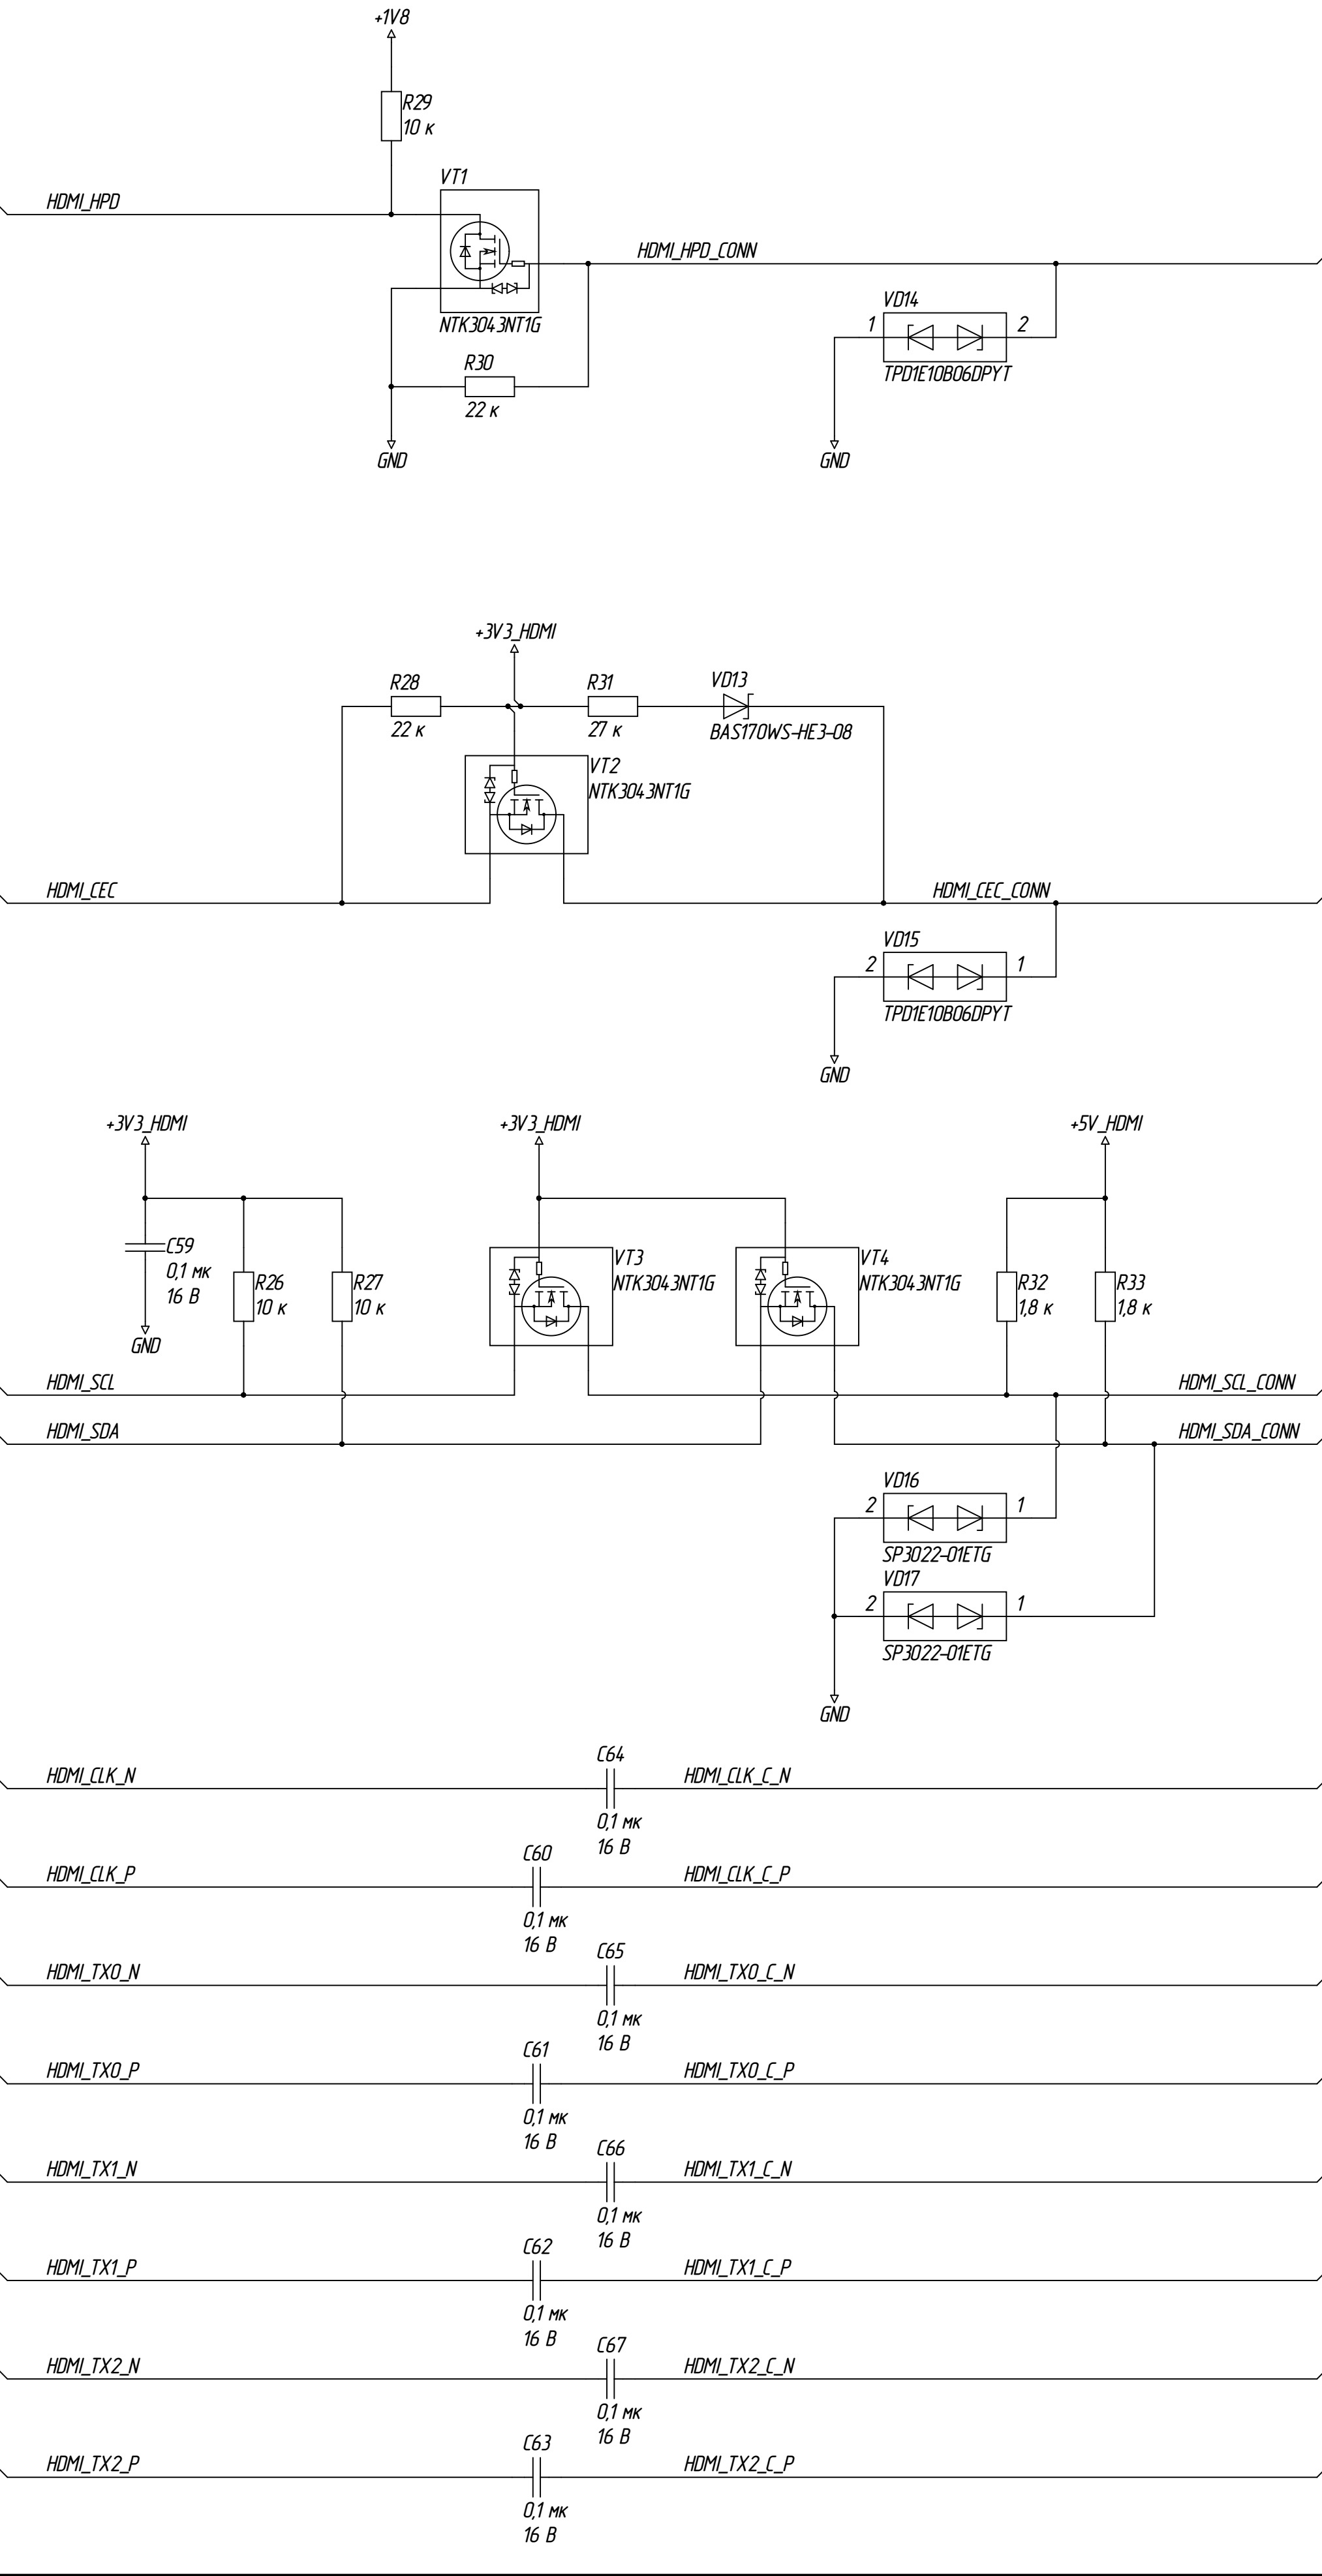 +1V8
R29
10 к
VT1
HDMI_HPD
HDMI_HPD_CONN
VD14
1
2
NTK3043NT1G
TPD1E10B06DPYT
R30
22 к
GND
GND
+3V3_HDMI
R28
22 к
R31
27 к
VD13
BAS170WS-HE3-08
VT2
NTK3043NT1G
HDMI_CEC
HDMI_CEC_CONN
VD15
2
1
TPD1E10B06DPYT
GND
+3V3_HDMI
+3V3_HDMI
+5V_HDMI
C59
0,1 мк
16 В
R26
10 к
R27
10 к
VT3
NTK3043NT1G
VT4
NTK3043NT1G
R32
1,8 к
R33
1,8 к
GND
HDMI_SCL
HDMI_SCL_CONN
HDMI_SDA
HDMI_SDA_CONN
VD16
2
1
SP3022-01ETG
VD17
2
1
SP3022-01ETG
GND
C64
HDMI_CLK_N
HDMI_CLK_C_N
0,1 мк
16 В
C60
HDMI_CLK_P
HDMI_CLK_C_P
0,1 мк
16 В
C65
HDMI_TX0_N
HDMI_TX0_C_N
0,1 мк
16 В
C61
HDMI_TX0_P
HDMI_TX0_C_P
0,1 мк
16 В
C66
HDMI_TX1_N
HDMI_TX1_C_N
0,1 мк
16 В
C62
HDMI_TX1_P
HDMI_TX1_C_P
0,1 мк
16 В
C67
HDMI_TX2_N
HDMI_TX2_C_N
0,1 мк
16 В
C63
HDMI_TX2_P
HDMI_TX2_C_P
0,1 мк
16 В